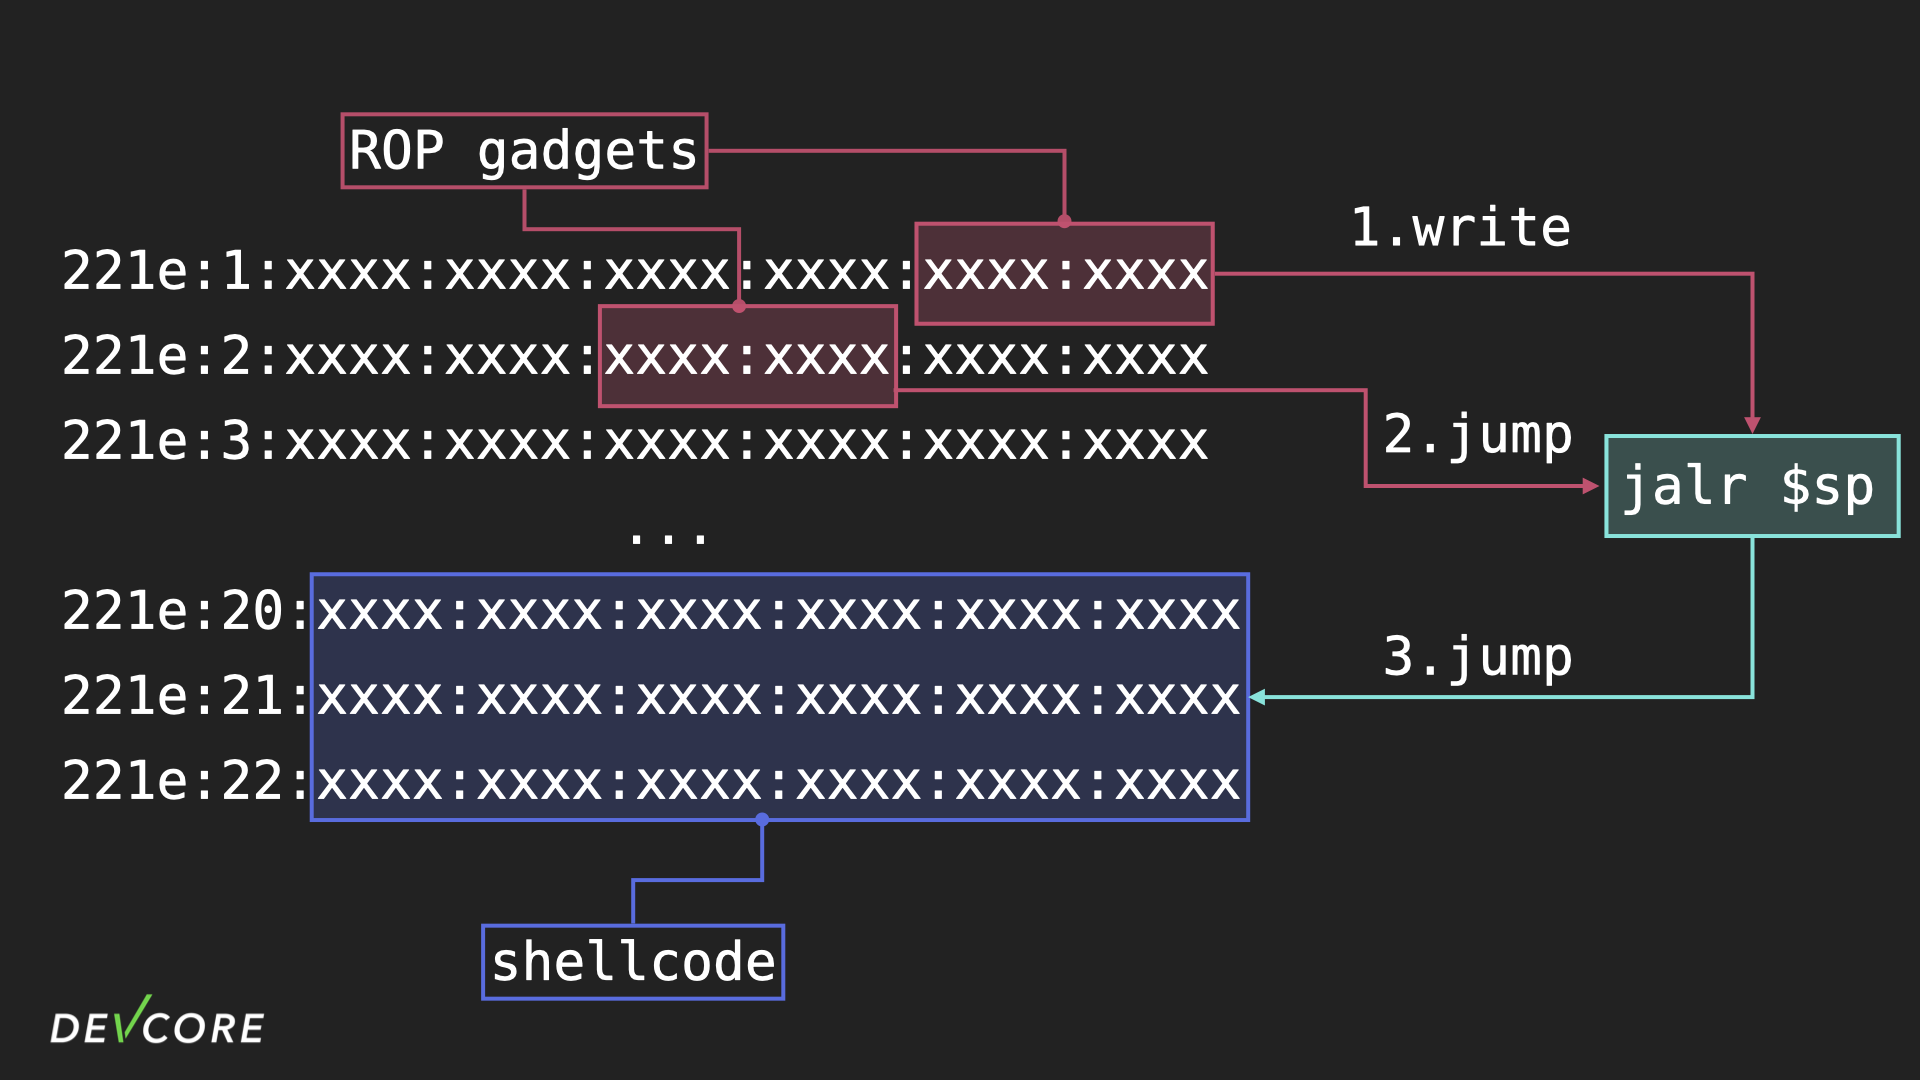 ROP gadgets
1.write
221e:1:xxxx:xxxx:xxxx:xxxx:xxxx:xxxx
221e:2:xxxx:xxxx:xxxx:xxxx:xxxx:xxxx
221e:3:xxxx:xxxx:xxxx:xxxx:xxxx:xxxx
2.jump
jalr $sp
...
221e:20:xxxx:xxxx:xxxx:xxxx:xxxx:xxxx
221e:21:xxxx:xxxx:xxxx:xxxx:xxxx:xxxx
221e:22:xxxx:xxxx:xxxx:xxxx:xxxx:xxxx
3.jump
shellcode
DEVCORE